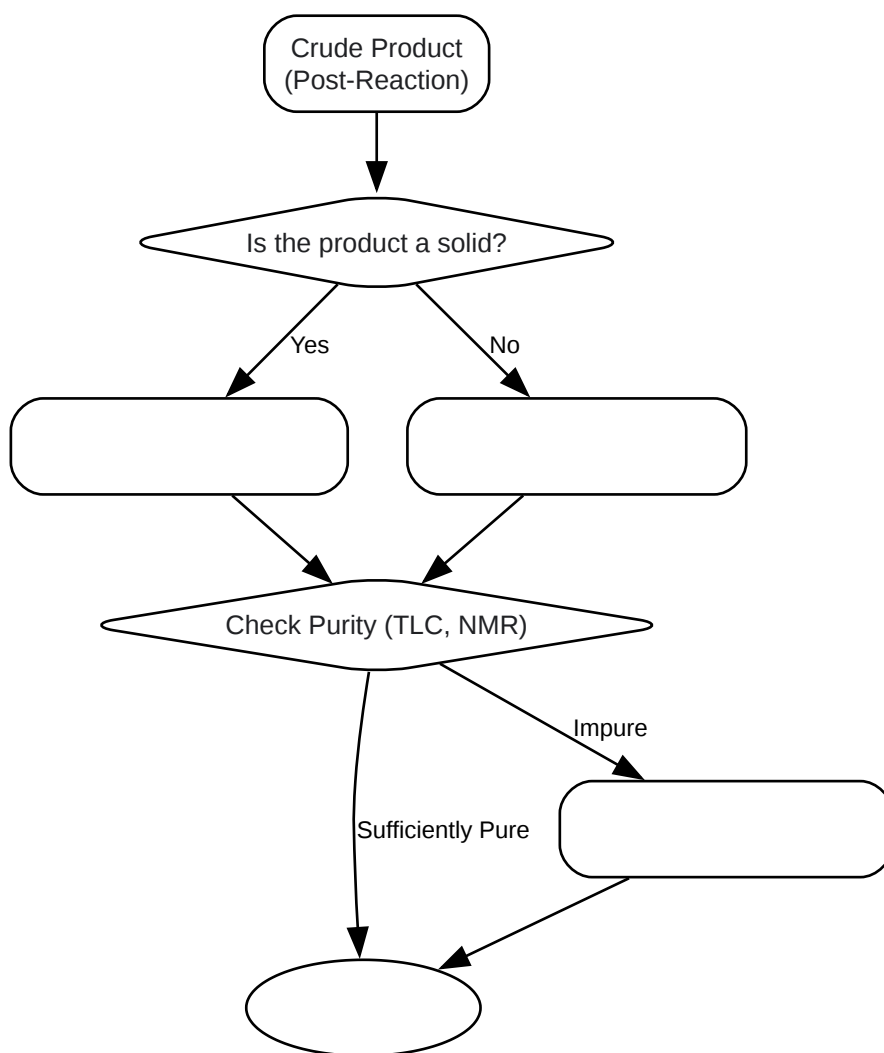 Crude Product
(Post-Reaction)
Is the product a solid?
Yes
No
Check Purity (TLC, NMR)
Impure
Sufficiently Pure